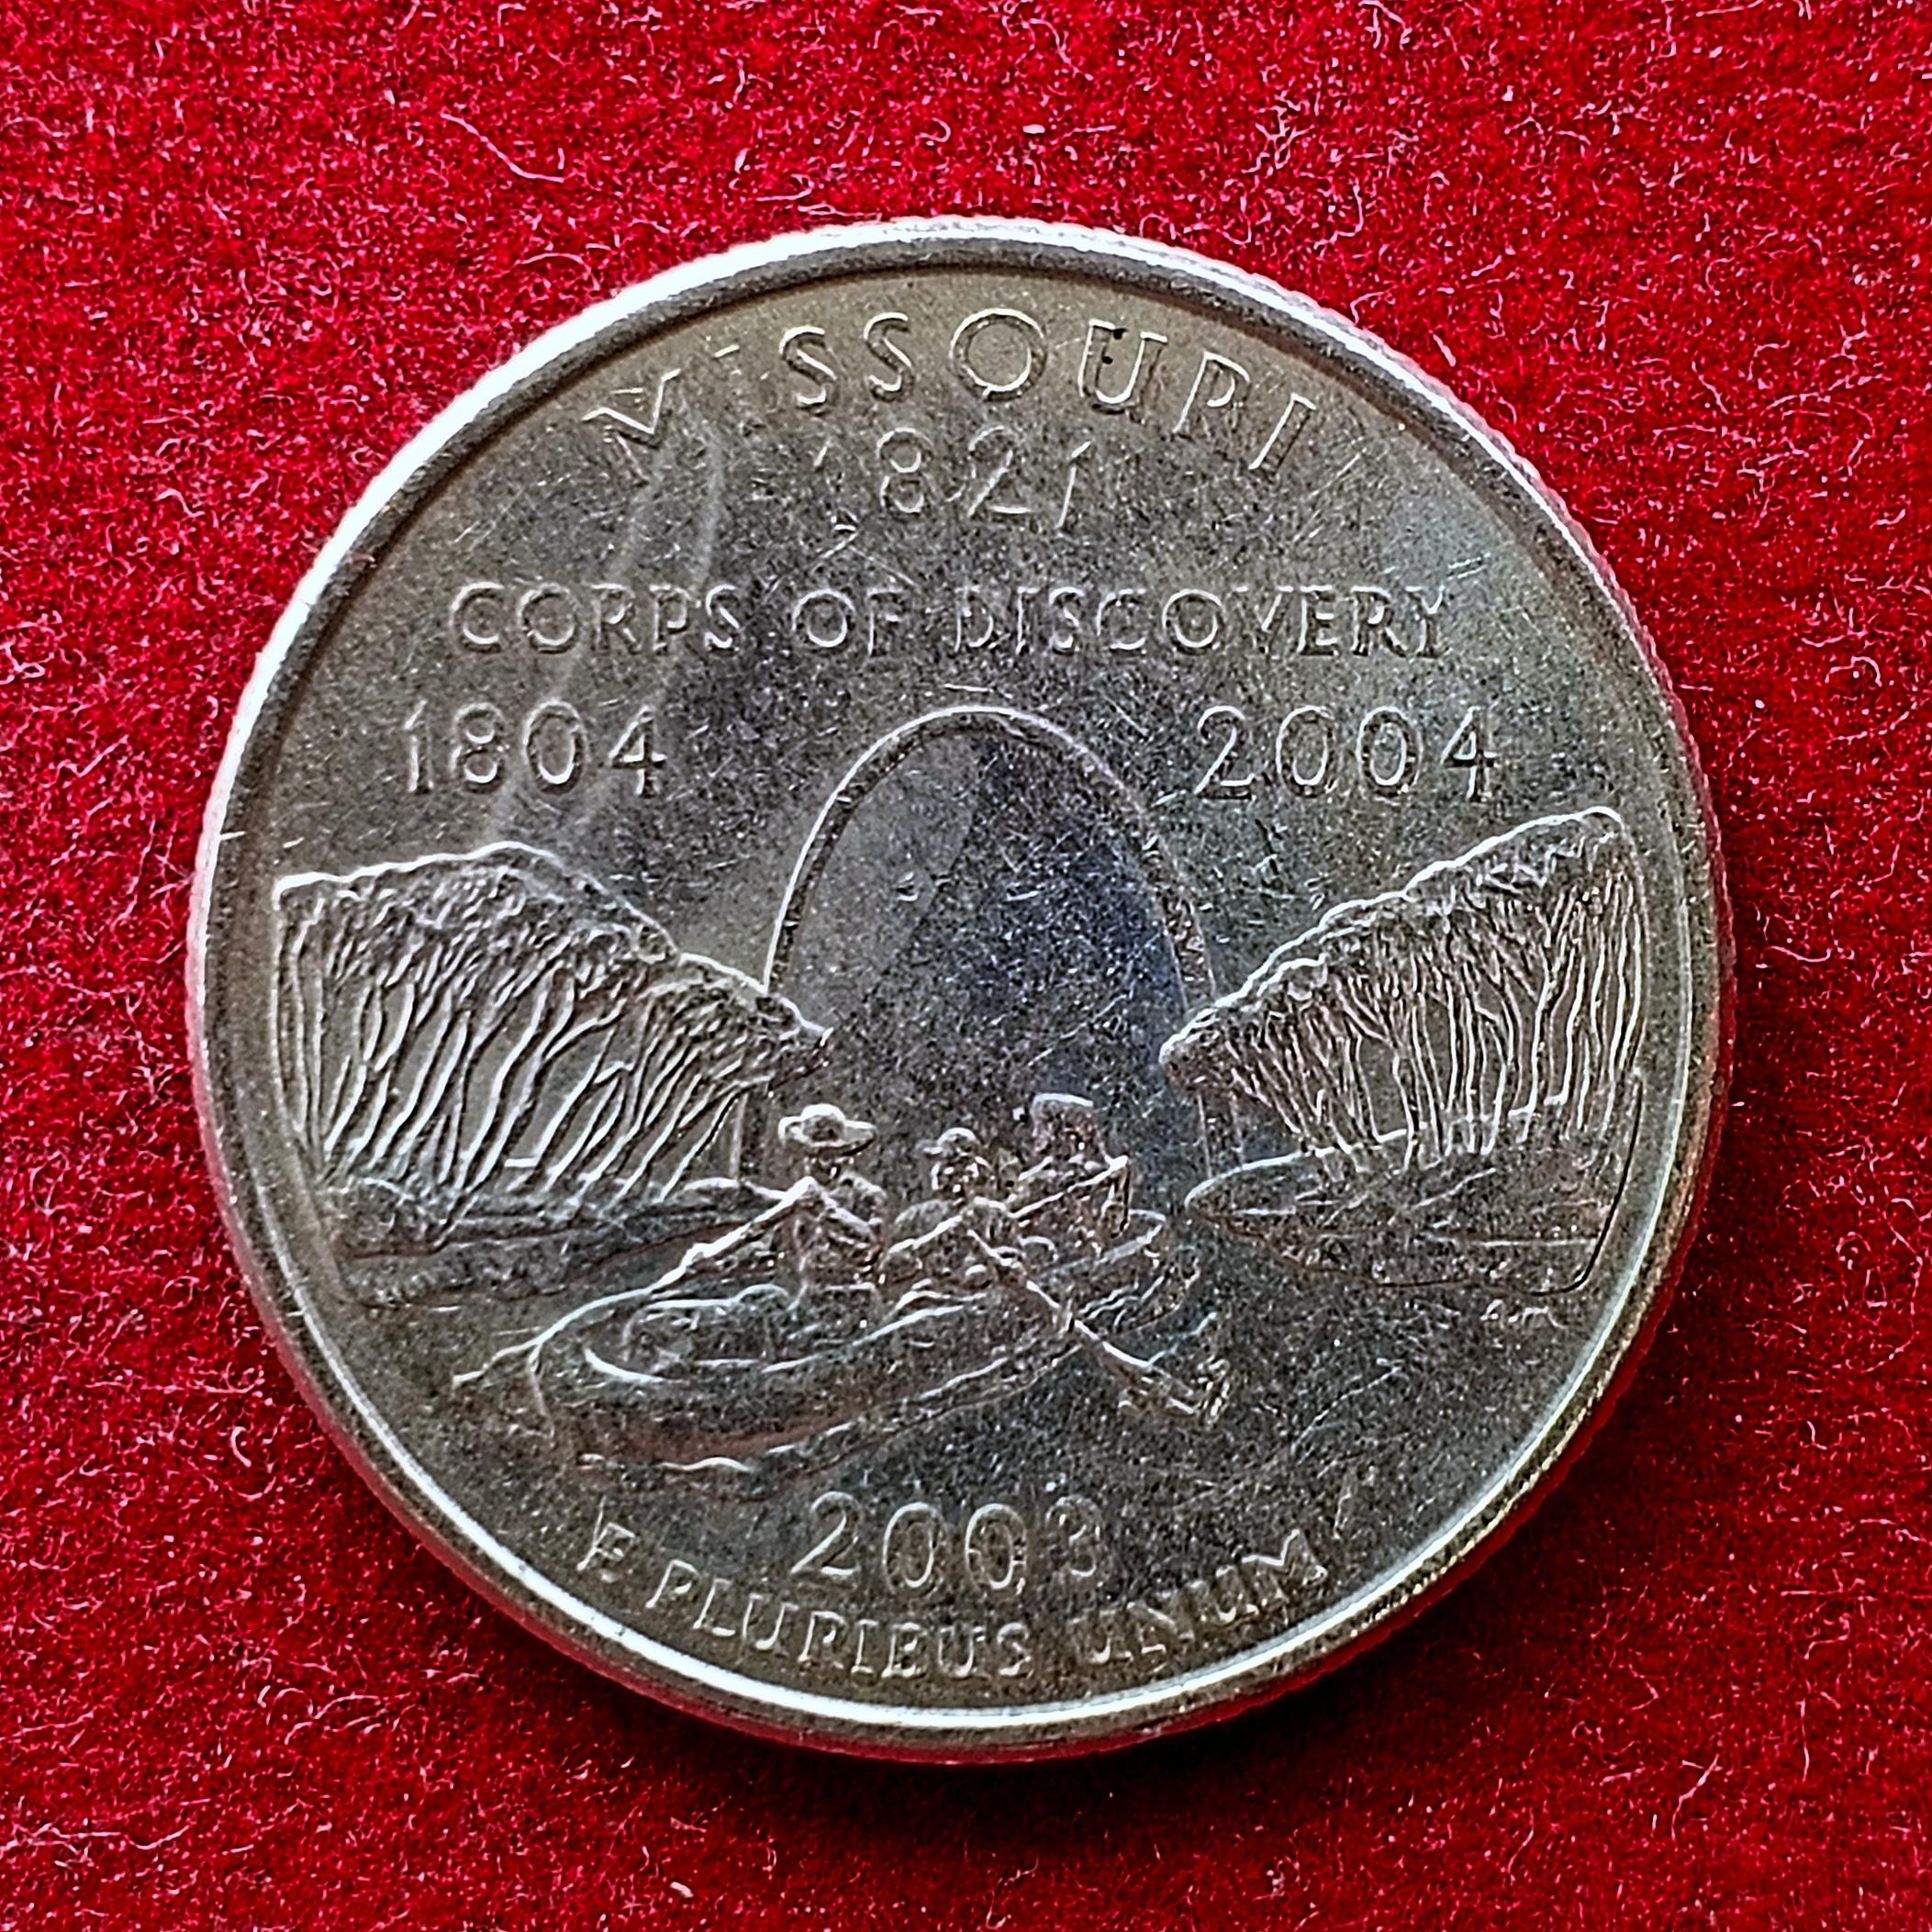 MISSOURI
1821
CORPS OF DISCOVERY
1804 2004
2003
E PLURIBUS UNUM